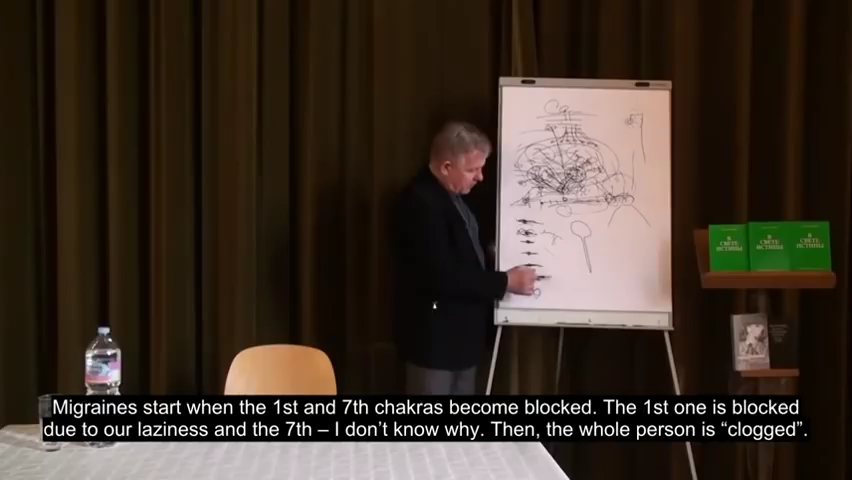 В
СВЕТЕ
ИСТИНЫ
В
СВЕТЕ
ИСТИНЫ
В
СВЕТЕ
ИСТИНЫ
Migraines start when the 1st and 7th chakras become blocked. The 1st one is blocked
due to our laziness and the 7th – I don't know why. Then, the whole person is “clogged”.